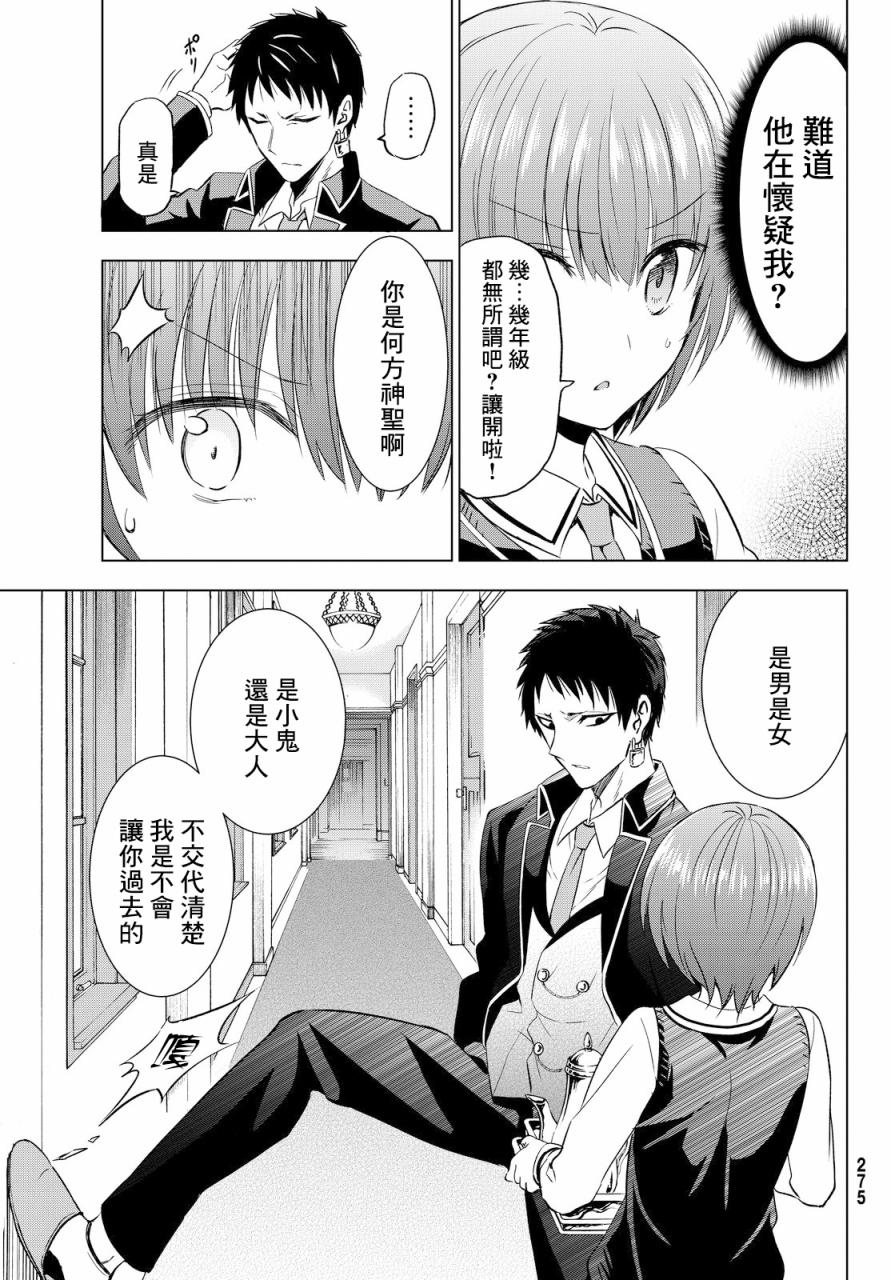 難道
他在懷疑我？
幾…幾年級
都無所謂吧？讓開啦！
……
ポリ
真是
你是何方神聖啊
是男是女
是小鬼
還是大人
不交代清楚
我是不會
讓你過去的
嘎
275